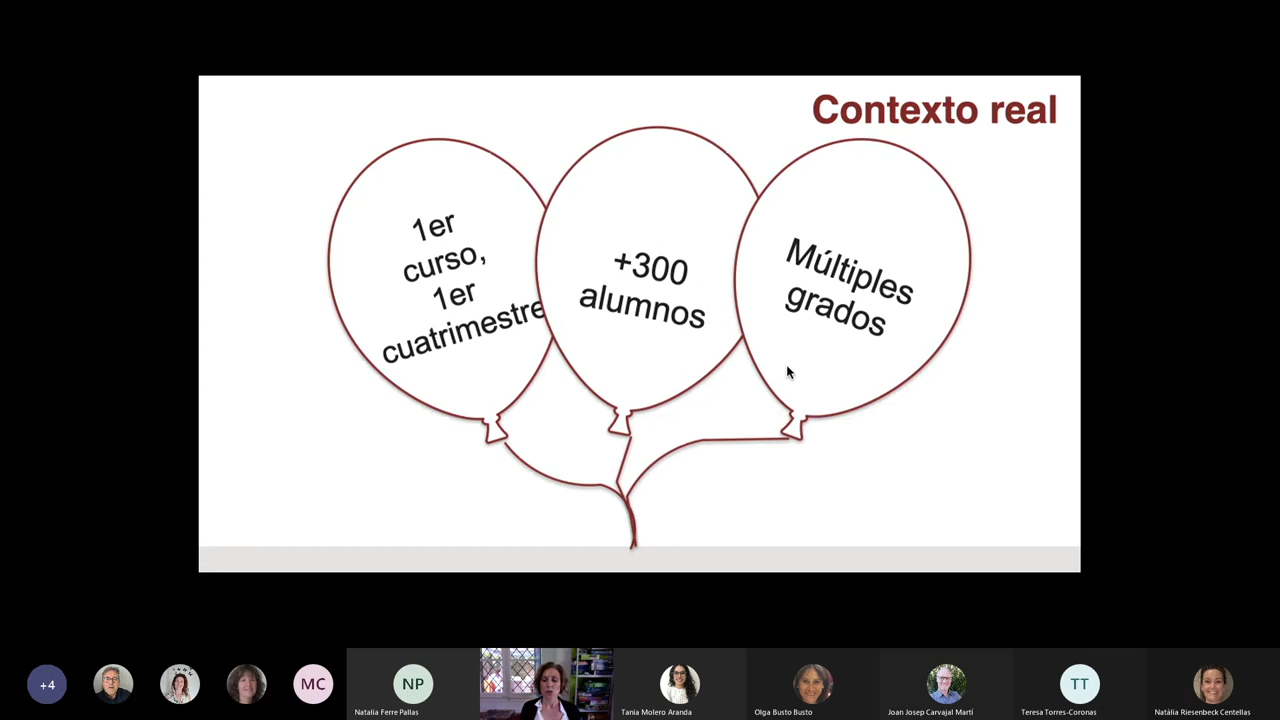 Contexto real
1er
curso,
1er
cuatrimestre
+300
alumnos
Múltiples
grados
+4
MC
NP
TT
Natalia Ferre Pallas
Tania Molero Aranda
Olga Busto Busto
Joan Josep Carvajal Martí
Teresa Torres-Coronas
Natàlia Riesenbeck Centellas